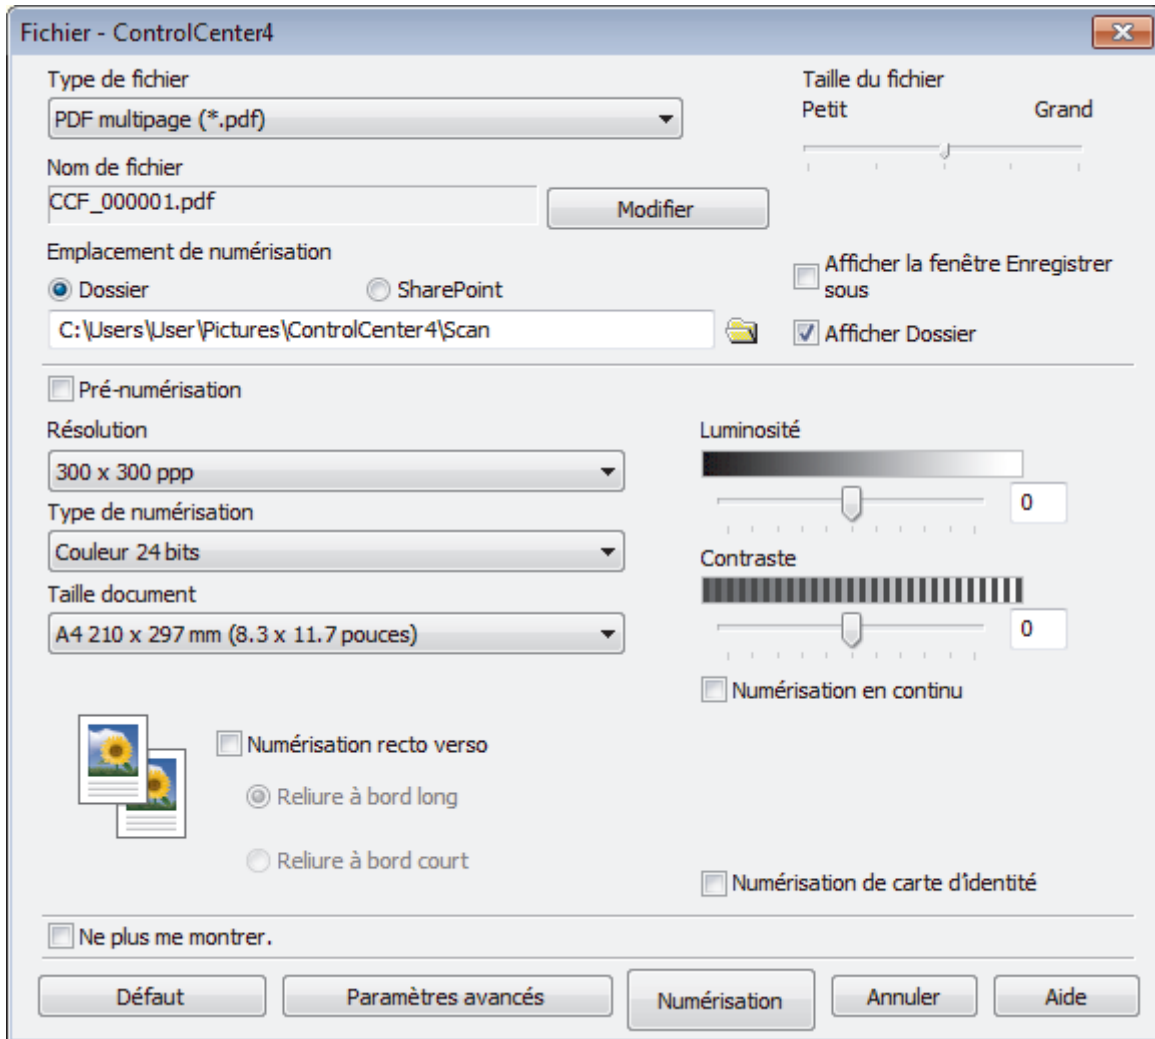 Fichier - ControlCenter4
Type de fichier
PDF multipage (*.pdf)
Taille du fichier
Petit Grand
Nom de fichier
CCF_000001.pdf
Modifier
Emplacement de numérisation
Dossier
SharePoint
C:\Users\User\Pictures\ControlCenter4\Scan
Afficher la fenêtre Enregistrer
sous
Afficher Dossier
Pré-numérisation
Résolution
300 x 300 ppp
Type de numérisation
Couleur 24 bits
Taille document
A4 210 x 297 mm (8.3 x 11.7 pouces)
Luminosité
0
Contraste
0
Numérisation en continu
Numérisation recto verso
Reliure à bord long
Reliure à bord court
Numérisation de carte d'identité
Ne plus me montrer.
Défaut
Paramètres avancés
Numérisation
Annuler
Aide